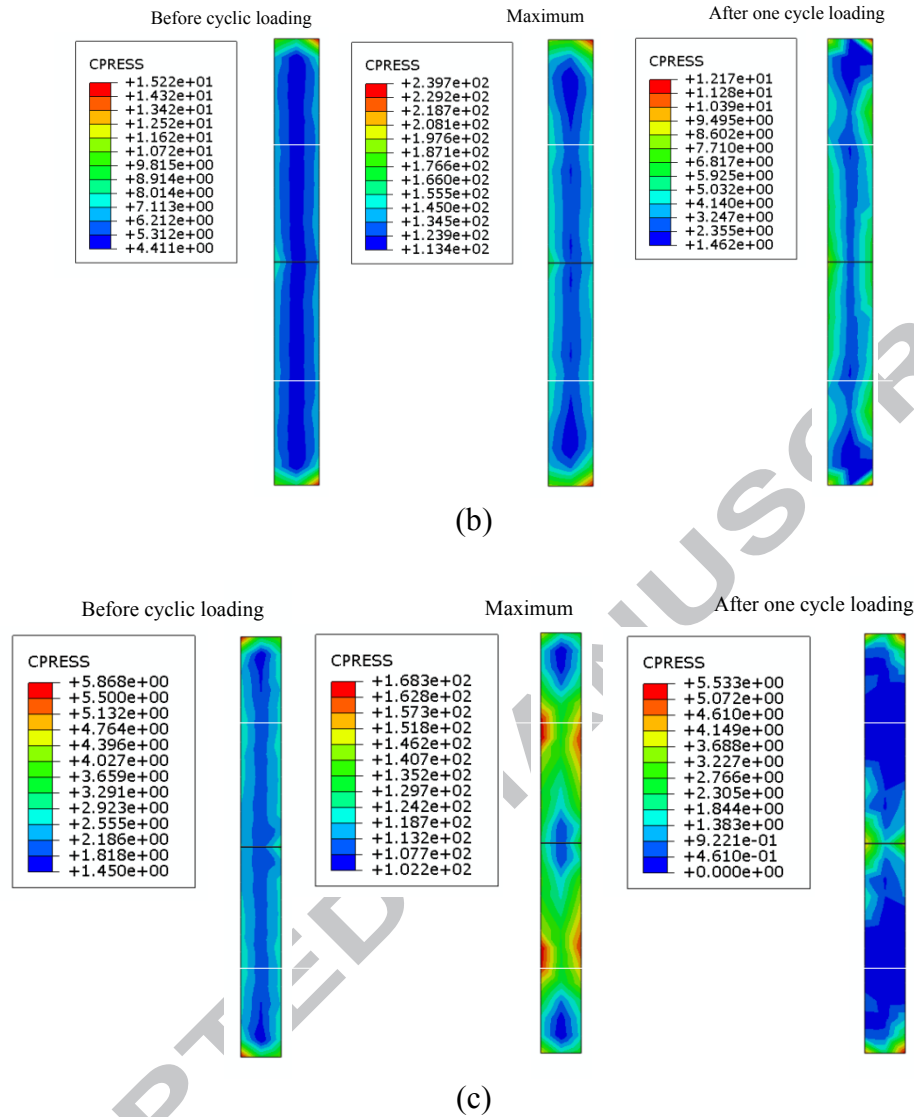 Before cyclic loading
Maximum
After one cycle loading
CPRESS
+1.522e+01
+1.432e+01
+1.342e+01
+1.252e+01
+1.162e+01
+1.072e+01
+9.815e+00
+8.914e+00
+8.014e+00
+7.113e+00
+6.212e+00
+5.312e+00
+4.411e+00
CPRESS
+2.397e+02
+2.292e+02
+2.187e+02
+2.081e+02
+1.976e+02
+1.871e+02
+1.766e+02
+1.660e+02
+1.555e+02
+1.450e+02
+1.345e+02
+1.239e+02
+1.134e+02
CPRESS
+1.217e+01
+1.128e+01
+1.039e+01
+9.495e+00
+8.602e+00
+7.710e+00
+6.817e+00
+5.925e+00
+5.032e+00
+4.140e+00
+3.247e+00
+2.355e+00
+1.462e+00
(b)
Before cyclic loading
Maximum
After one cycle loading
CPRESS
+5.868e+00
+5.500e+00
+5.132e+00
+4.764e+00
+4.396e+00
+4.027e+00
+3.659e+00
+3.291e+00
+2.923e+00
+2.555e+00
+2.186e+00
+1.818e+00
+1.450e+00
CPRESS
+1.683e+02
+1.628e+02
+1.573e+02
+1.518e+02
+1.462e+02
+1.407e+02
+1.352e+02
+1.297e+02
+1.242e+02
+1.187e+02
+1.132e+02
+1.077e+02
+1.022e+02
CPRESS
+5.533e+00
+5.072e+00
+4.610e+00
+4.149e+00
+3.688e+00
+3.227e+00
+2.766e+00
+2.305e+00
+1.844e+00
+1.383e+00
+9.221e-01
+4.610e-01
+0.000e+00
(c)